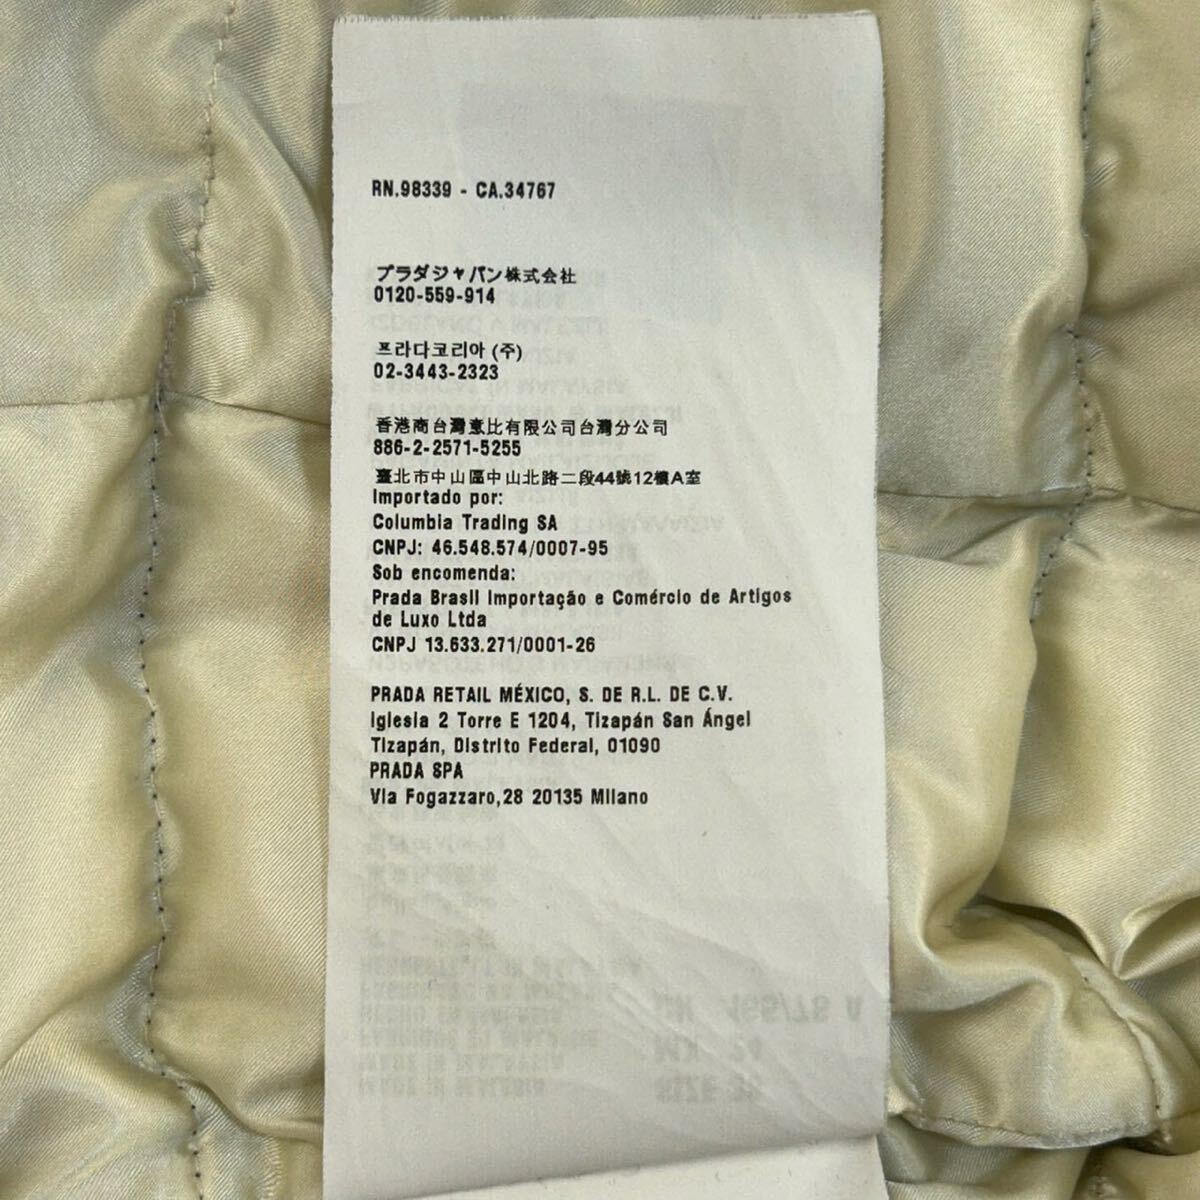 RN.98339 - CA.34767
プラダジャパン株式会社
0120-559-914
프라다코리아 (주)
02-3443-2323
香港商台灣意比有限公司台灣分公司
886-2-2571-5255
臺北市中山區中山北路二段44號12樓A室
Importado por:
Columbia Trading SA
CNPJ: 46.548.574/0007-95
Sob encomenda:
Prada Brasil Importação e Comércio de Artigos
de Luxo Ltda
CNPJ 13.633.271/0001-26
PRADA RETAIL MÉXICO, S. DE R.L. DE C.V.
Iglesia 2 Torre E 1204, Tizapán San Ángel
Tizapán, Distrito Federal, 01090
PRADA SPA
Via Fogazzaro,28 20135 Milano